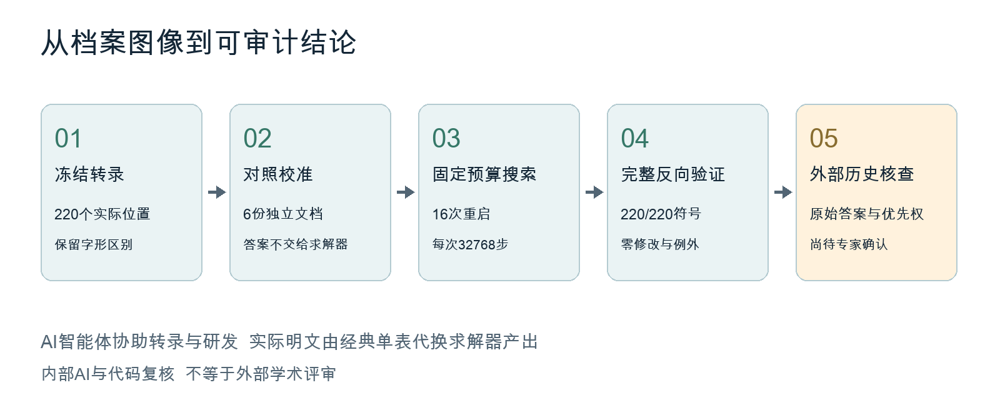 从档案图像到可审计结论
01
冻结转录
220个实际位置
保留字形区别
02
对照校准
6份独立文档
答案不交给求解器
03
固定预算搜索
16次重启
每次32768步
04
完整反向验证
220/220符号
零修改与例外
05
外部历史核查
原始答案与优先权
尚待专家确认
AI智能体协助转录与研发  实际明文由经典单表代换求解器产出
内部AI与代码复核  不等于外部学术评审